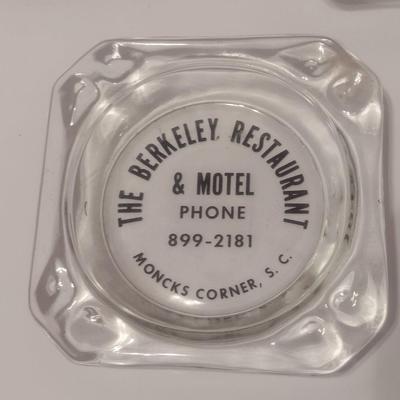 THE BERKELEY RESTAURANT
& MOTEL
PHONE
899-2181
MONCKS CORNER, S. C.